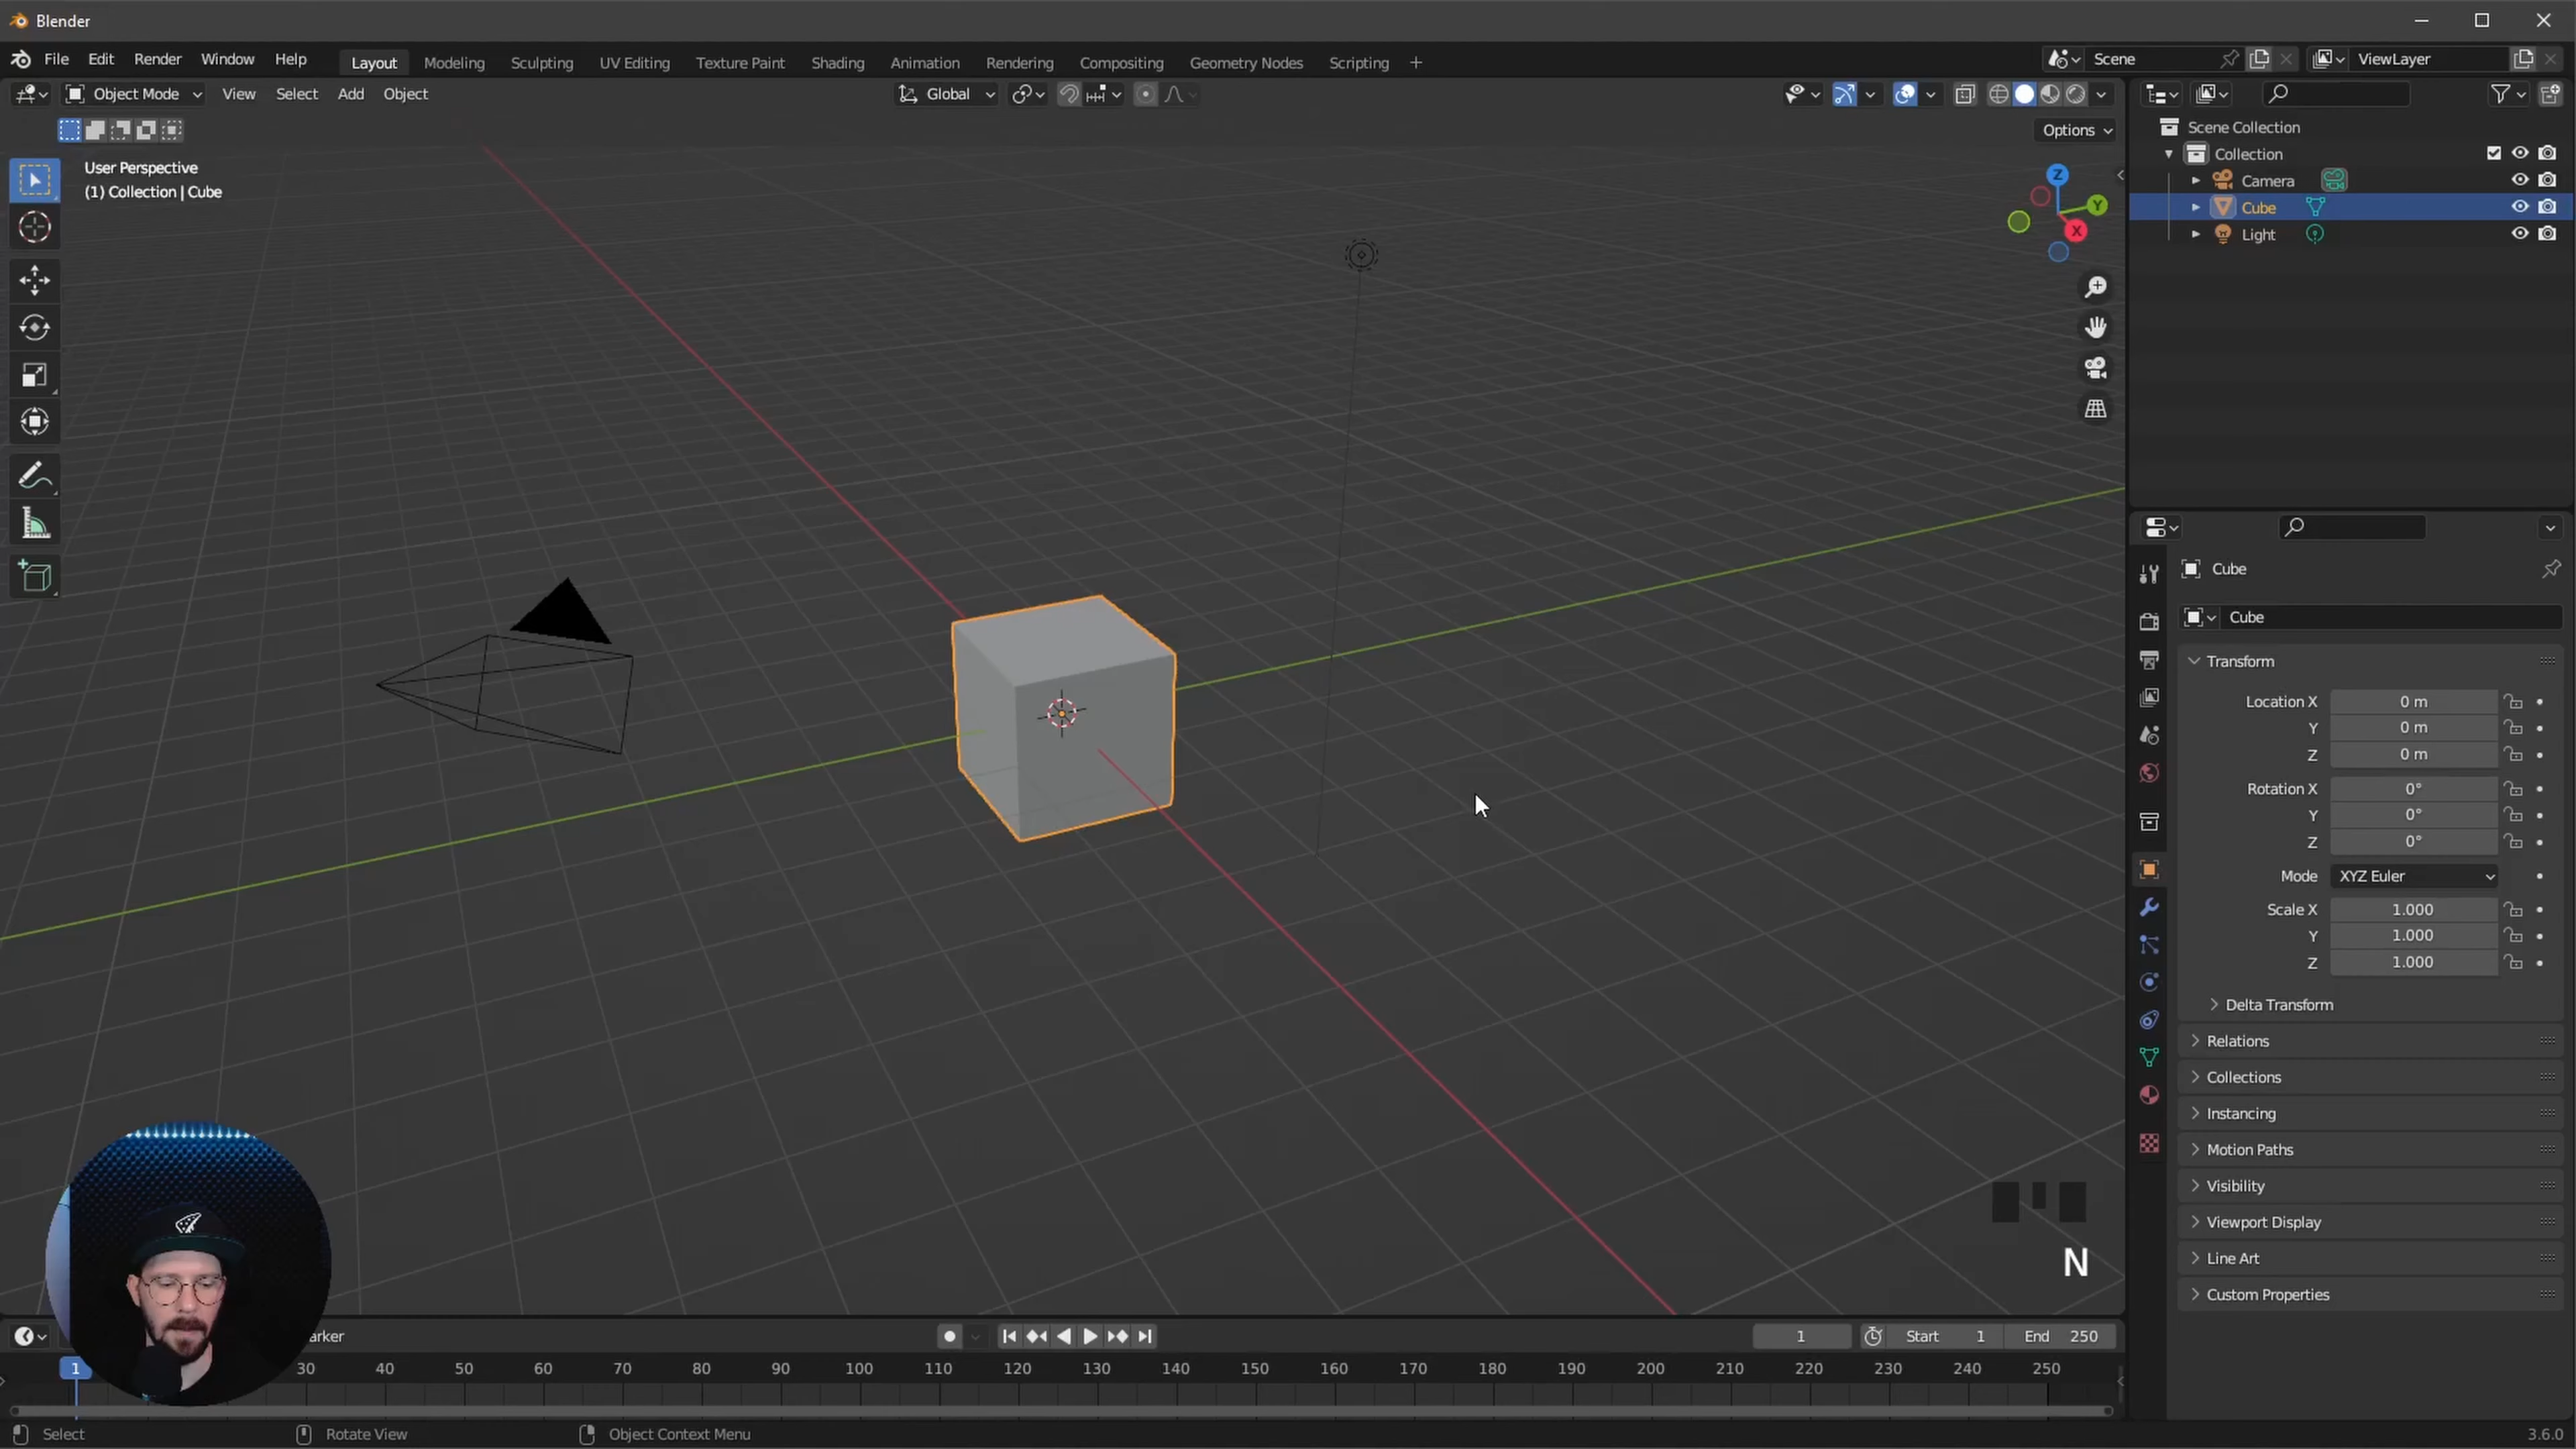 Blender
File Edit Render Window Help Layout Modeling Sculpting UV Editing Texture Paint Shading Animation Rendering Compositing Geometry Nodes Scripting + Scene ViewLayer
Object Mode View Select Add Object Global
Options
User Perspective
(1) Collection | Cube
Z
Y
X
Scene Collection
Collection
Camera
Cube
Light
Cube
Cube
Transform
Location X 0 m
Y 0 m
Z 0 m
Rotation X 0°
Y 0°
Z 0°
Mode XYZ Euler
Scale X 1.000
Y 1.000
Z 1.000
Delta Transform
Relations
Collections
Instancing
Motion Paths
Visibility
Viewport Display
Line Art
Custom Properties
N
arker 1 Start 1 End 250
1 30 40 50 60 70 80 90 100 110 120 130 140 150 160 170 180 190 200 210 220 230 240 250
Select Rotate View Object Context Menu 3.6.0